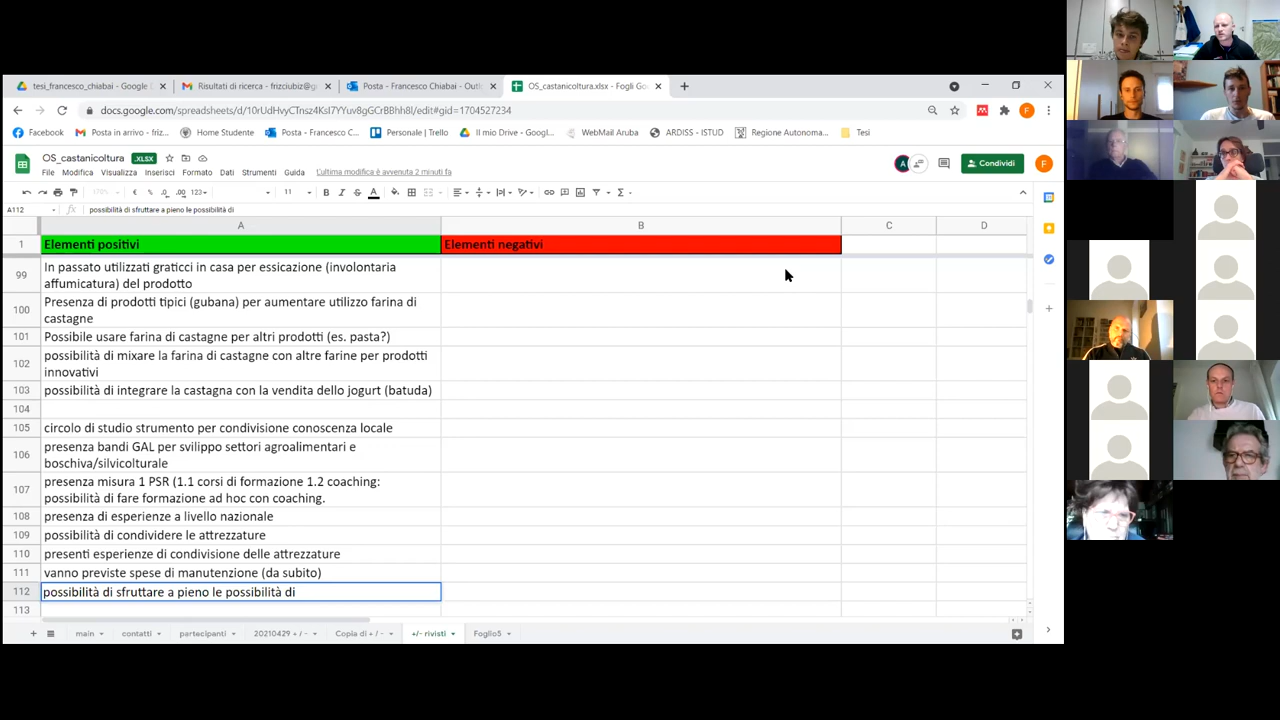 tesi_francesco_chiabai - Google D
Risultati di ricerca - frizziubiz@g
Posta - Francesco Chiabai - Outl
OS_castanicoltura.xlsx - Fogli Go
docs.google.com/spreadsheets/d/10rUdHvyCTnsz4KsI7YYuv8gGCrBBhh8l/edit#gid=1704527234
Facebook
Posta in arrivo - friz...
Home Studente
Posta - Francesco C...
Personale | Trello
Il mio Drive - Googl...
WebMail Aruba
ARDISS - ISTUD
Regione Autonoma...
Tesi
OS_castanicoltura .XLSX
File Modifica Visualizza Inserisci Formato Dati Strumenti Guida L'ultima modifica è avvenuta 2 minuti fa
A Condividi F
€ % .0 .00 123 11
A112 fx possibilità di sfruttare a pieno le possibilità di
A B C D
1 Elementi positivi Elementi negativi
99 In passato utilizzati graticci in casa per essicazione (involontaria
affumicatura) del prodotto
100 Presenza di prodotti tipici (gubana) per aumentare utilizzo farina di
castagne
101 Possibile usare farina di castagne per altri prodotti (es. pasta?)
102 possibilità di mixare la farina di castagne con altre farine per prodotti
innovativi
103 possibilità di integrare la castagna con la vendita dello jogurt (batuda)
104
105 circolo di studio strumento per condivisione conoscenza locale
106 presenza bandi GAL per sviluppo settori agroalimentari e
boschiva/silvicolturale
107 presenza misura 1 PSR (1.1 corsi di formazione 1.2 coaching:
possibilità di fare formazione ad hoc con coaching.
108 presenza di esperienze a livello nazionale
109 possibilità di condividere le attrezzature
110 presenti esperienze di condivisione delle attrezzature
111 vanno previste spese di manutenzione (da subito)
112 possibilità di sfruttare a pieno le possibilità di
113
main contatti partecipanti 20210429 + / - Copia di + / - +/- rivisti Foglio5